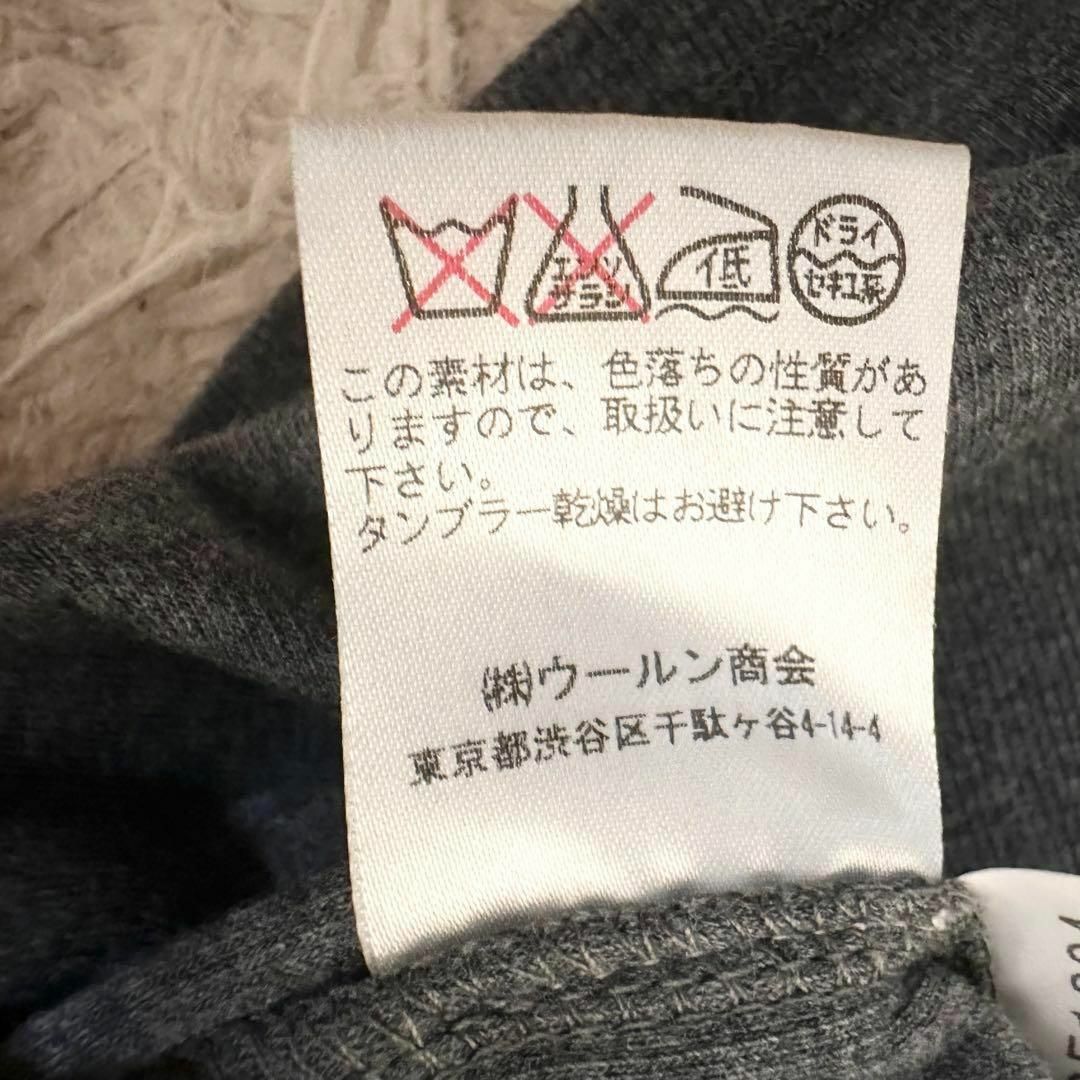 エンソ
サラシ
低
ドライ
セキユ系
この素材は、色落ちの性質があ
りますので、取扱いに注意して
下さい。
タンブラー乾燥はお避け下さい。
(株)ウールン商会
東京都渋谷区千駄ヶ谷4-14-4